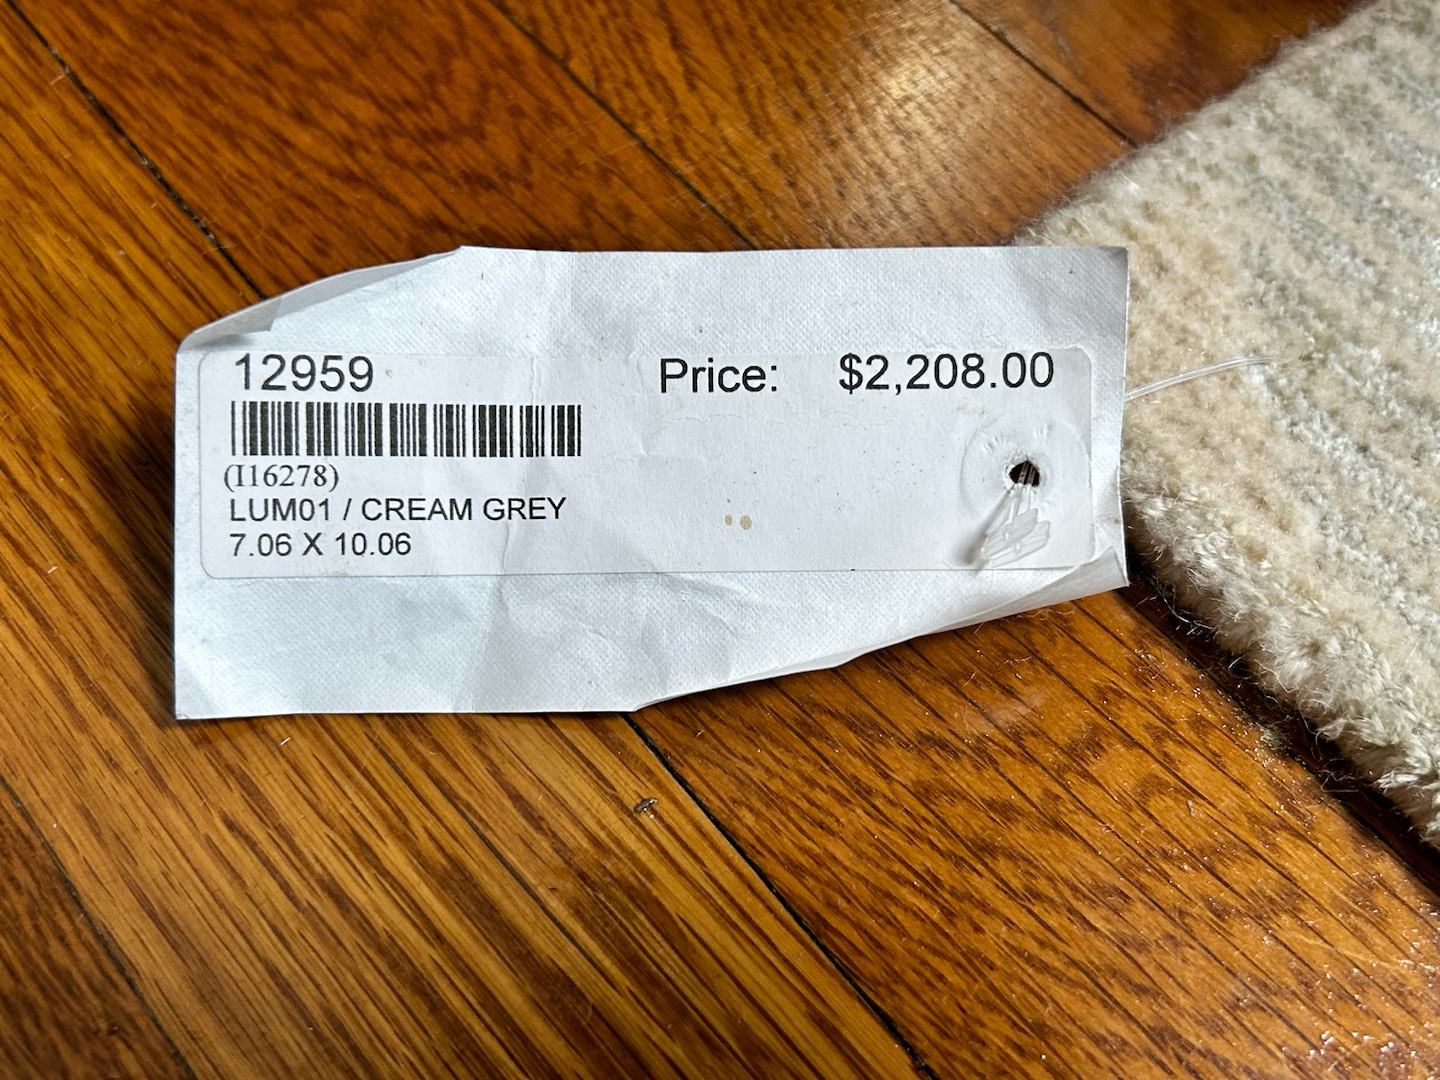 12959 Price: $2,208.00
(I16278)
LUM01 / CREAM GREY
7.06 X 10.06